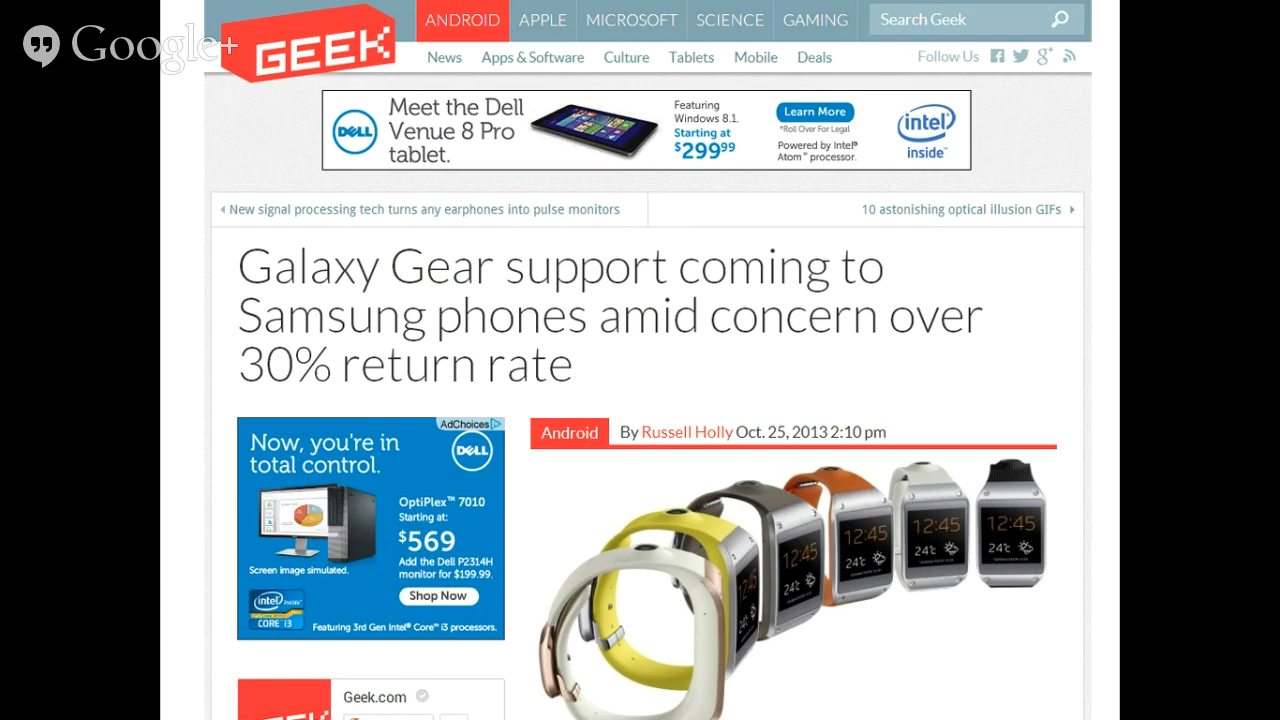 Google+
GEEK
ANDROID APPLE MICROSOFT SCIENCE GAMING
Search Geek
News Apps & Software Culture Tablets Mobile Deals
Follow Us
DELL
Meet the Dell
Venue 8 Pro
tablet.
Featuring
Windows 8.1.
Starting at
$299⁹⁹
Learn More
*Roll Over For Legal
Powered by Intel®
Atom™ processor.
intel
inside™
New signal processing tech turns any earphones into pulse monitors
10 astonishing optical illusion GIFs
Galaxy Gear support coming to
Samsung phones amid concern over
30% return rate
AdChoices
Now, you're in
total control.
DELL
OptiPlex™ 7010
Starting at:
$569
Add the Dell P2314H
monitor for $199.99.
Shop Now
Screen image simulated.
intel inside™
CORE i3
Featuring 3rd Gen Intel® Core™ i3 processors.
Android
By Russell Holly Oct. 25, 2013 2:10 pm
12:45
24°c
12:45
24°c
12:45
24°c
12:45
24°c
Geek.com
GEEK